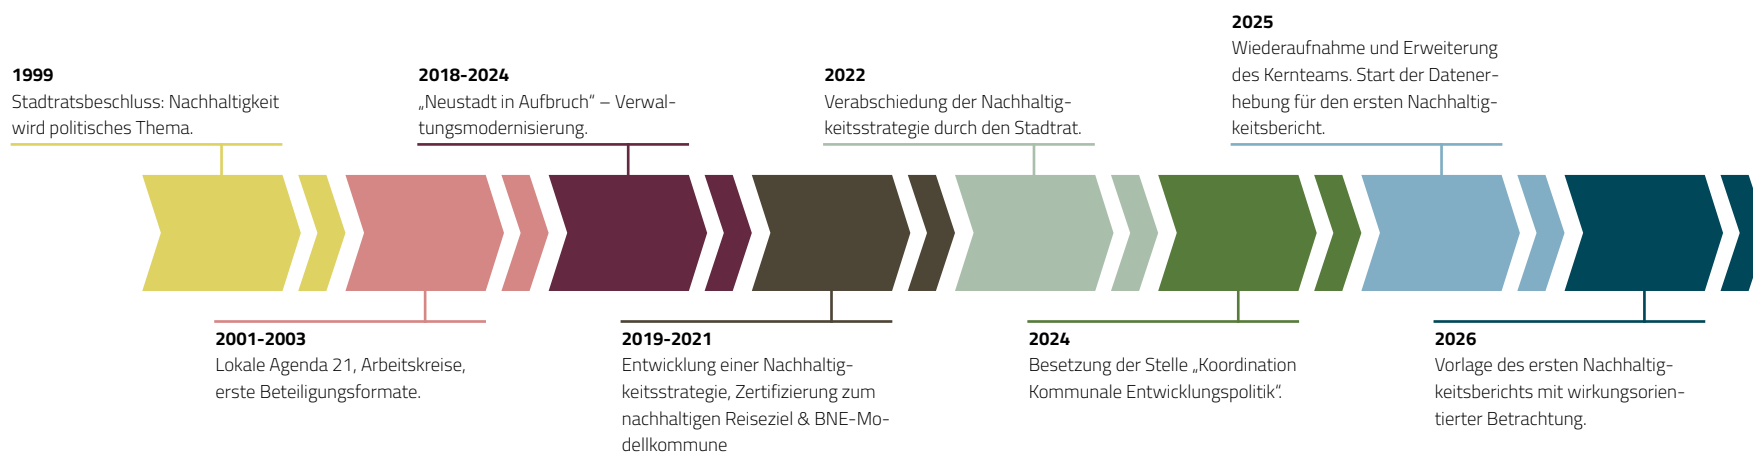 1999
Stadtratsbeschluss: Nachhaltigkeit
wird politisches Thema.
2001-2003
Lokale Agenda 21, Arbeitskreise,
erste Beteiligungsformate.
2018-2024
„Neustadt in Aufbruch“ – Verwal-
tungsmodernisierung.
2019-2021
Entwicklung einer Nachhaltig-
keitsstrategie, Zertifizierung zum
nachhaltigen Reiseziel & BNE-Mo-
dellkommune
2022
Verabschiedung der Nachhaltig-
keitsstrategie durch den Stadtrat.
2024
Besetzung der Stelle „Koordination
Kommunale Entwicklungspolitik“.
2025
Wiederaufnahme und Erweiterung
des Kernteams. Start der Datener-
hebung für den ersten Nachhaltig-
keitsbericht.
2026
Vorlage des ersten Nachhaltig-
keitsberichts mit wirkungsorien-
tierter Betrachtung.